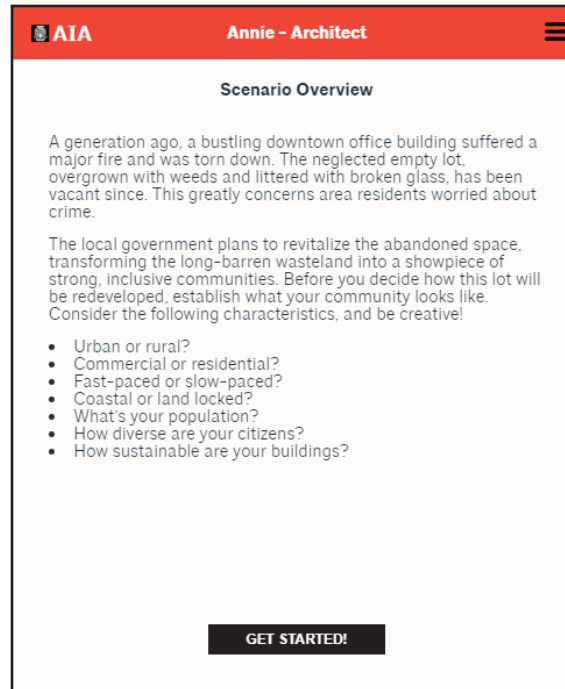 AIA
Annie - Architect
Scenario Overview
A generation ago, a bustling downtown office building suffered a
major fire and was torn down. The neglected empty lot,
overgrown with weeds and littered with broken glass, has been
vacant since. This greatly concerns area residents worried about
crime.
The local government plans to revitalize the abandoned space,
transforming the long-barren wasteland into a showpiece of
strong, inclusive communities. Before you decide how this lot will
be redeveloped, establish what your community looks like.
Consider the following characteristics, and be creative!
• Urban or rural?
• Commercial or residential?
• Fast-paced or slow-paced?
• Coastal or land locked?
• What's your population?
• How diverse are your citizens?
• How sustainable are your buildings?
GET STARTED!